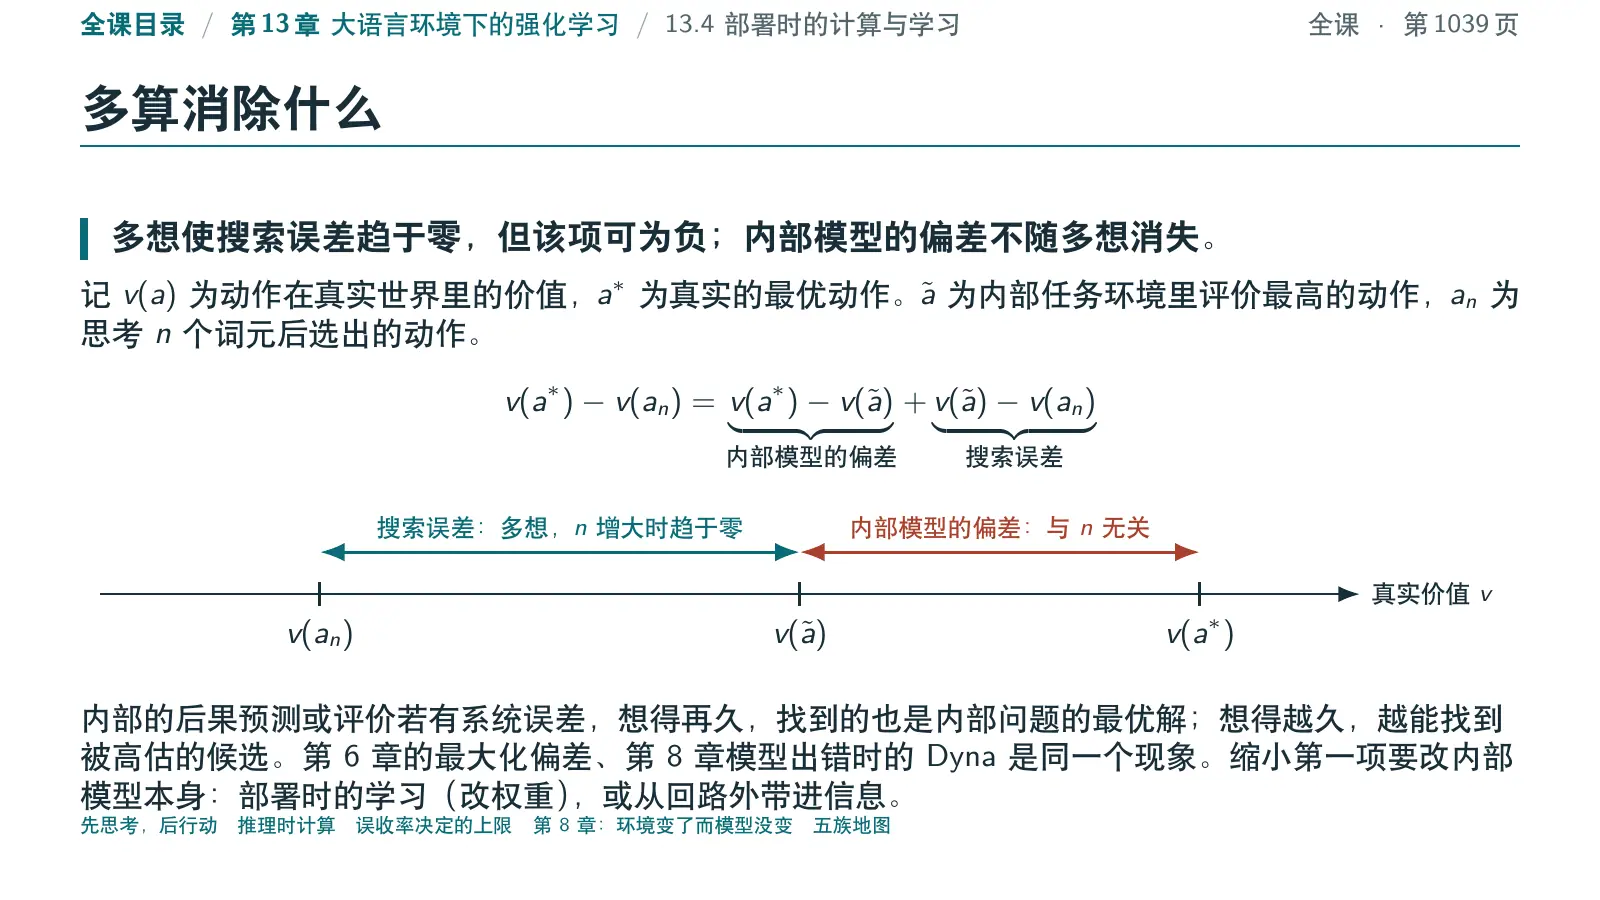 全课目录 / 第13章 大语言环境下的强化学习 / 13.4 部署时的计算与学习
全课 · 第1039页
多算消除什么
多想使搜索误差趋于零，但该项可为负；内部模型的偏差不随多想消失。
记 v(a) 为动作在真实世界里的价值，a* 为真实的最优动作。ã 为内部任务环境里评价最高的动作，aₙ 为
思考 n 个词元后选出的动作。
v(a*) − v(aₙ) = v(a*) − v(ã) + v(ã) − v(aₙ)
内部模型的偏差 搜索误差
搜索误差：多想，n 增大时趋于零 内部模型的偏差：与 n 无关
真实价值 v
v(aₙ) v(ã) v(a*)
内部的后果预测或评价若有系统误差，想得再久，找到的也是内部问题的最优解；想得越久，越能找到
被高估的候选。第 6 章的最大化偏差、第 8 章模型出错时的 Dyna 是同一个现象。缩小第一项要改内部
模型本身：部署时的学习（改权重），或从回路外带进信息。
先思考，后行动 推理时计算 误收率决定的上限 第 8 章：环境变了而模型没变 五族地图